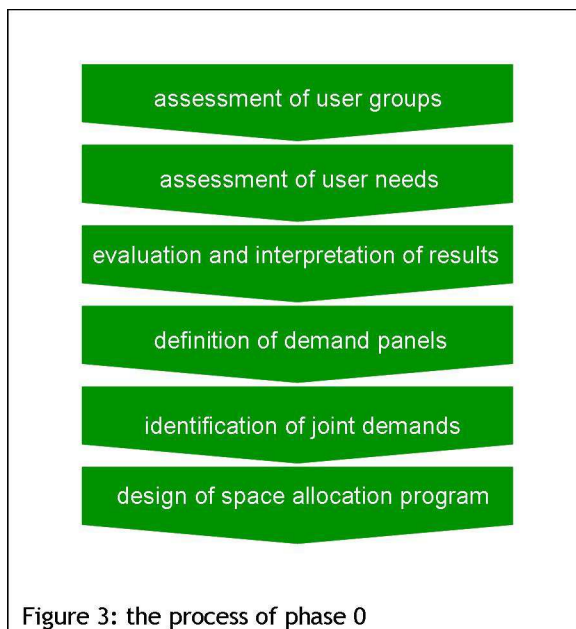 assessment of user groups
assessment of user needs
evaluation and interpretation of results
definition of demand panels
identification of joint demands
design of space allocation program
Figure 3: the process of phase 0